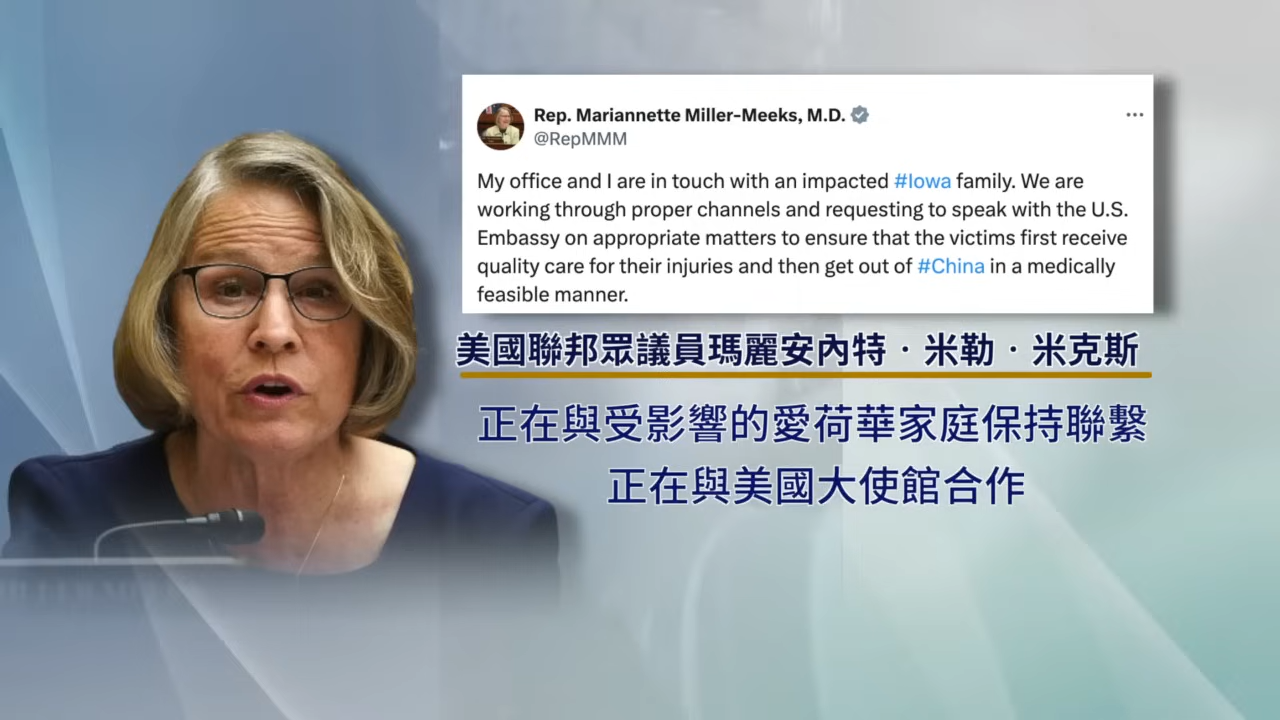 Rep. Mariannette Miller-Meeks, M.D.
@RepMMM
My office and I are in touch with an impacted #Iowa family. We are
working through proper channels and requesting to speak with the U.S.
Embassy on appropriate matters to ensure that the victims first receive
quality care for their injuries and then get out of #China in a medically
feasible manner.
美國聯邦眾議員瑪麗安內特·米勒·米克斯
正在與受影響的愛荷華家庭保持聯繫
正在與美國大使館合作